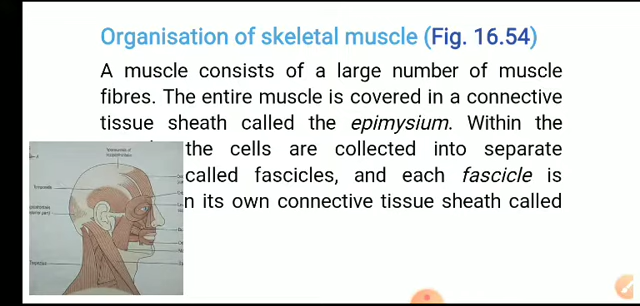 Organisation of skeletal muscle (Fig. 16.54)
A muscle consists of a large number of muscle
fibres. The entire muscle is covered in a connective
tissue sheath called the epimysium. Within the
the cells are collected into separate
called fascicles, and each fascicle is
n its own connective tissue sheath called